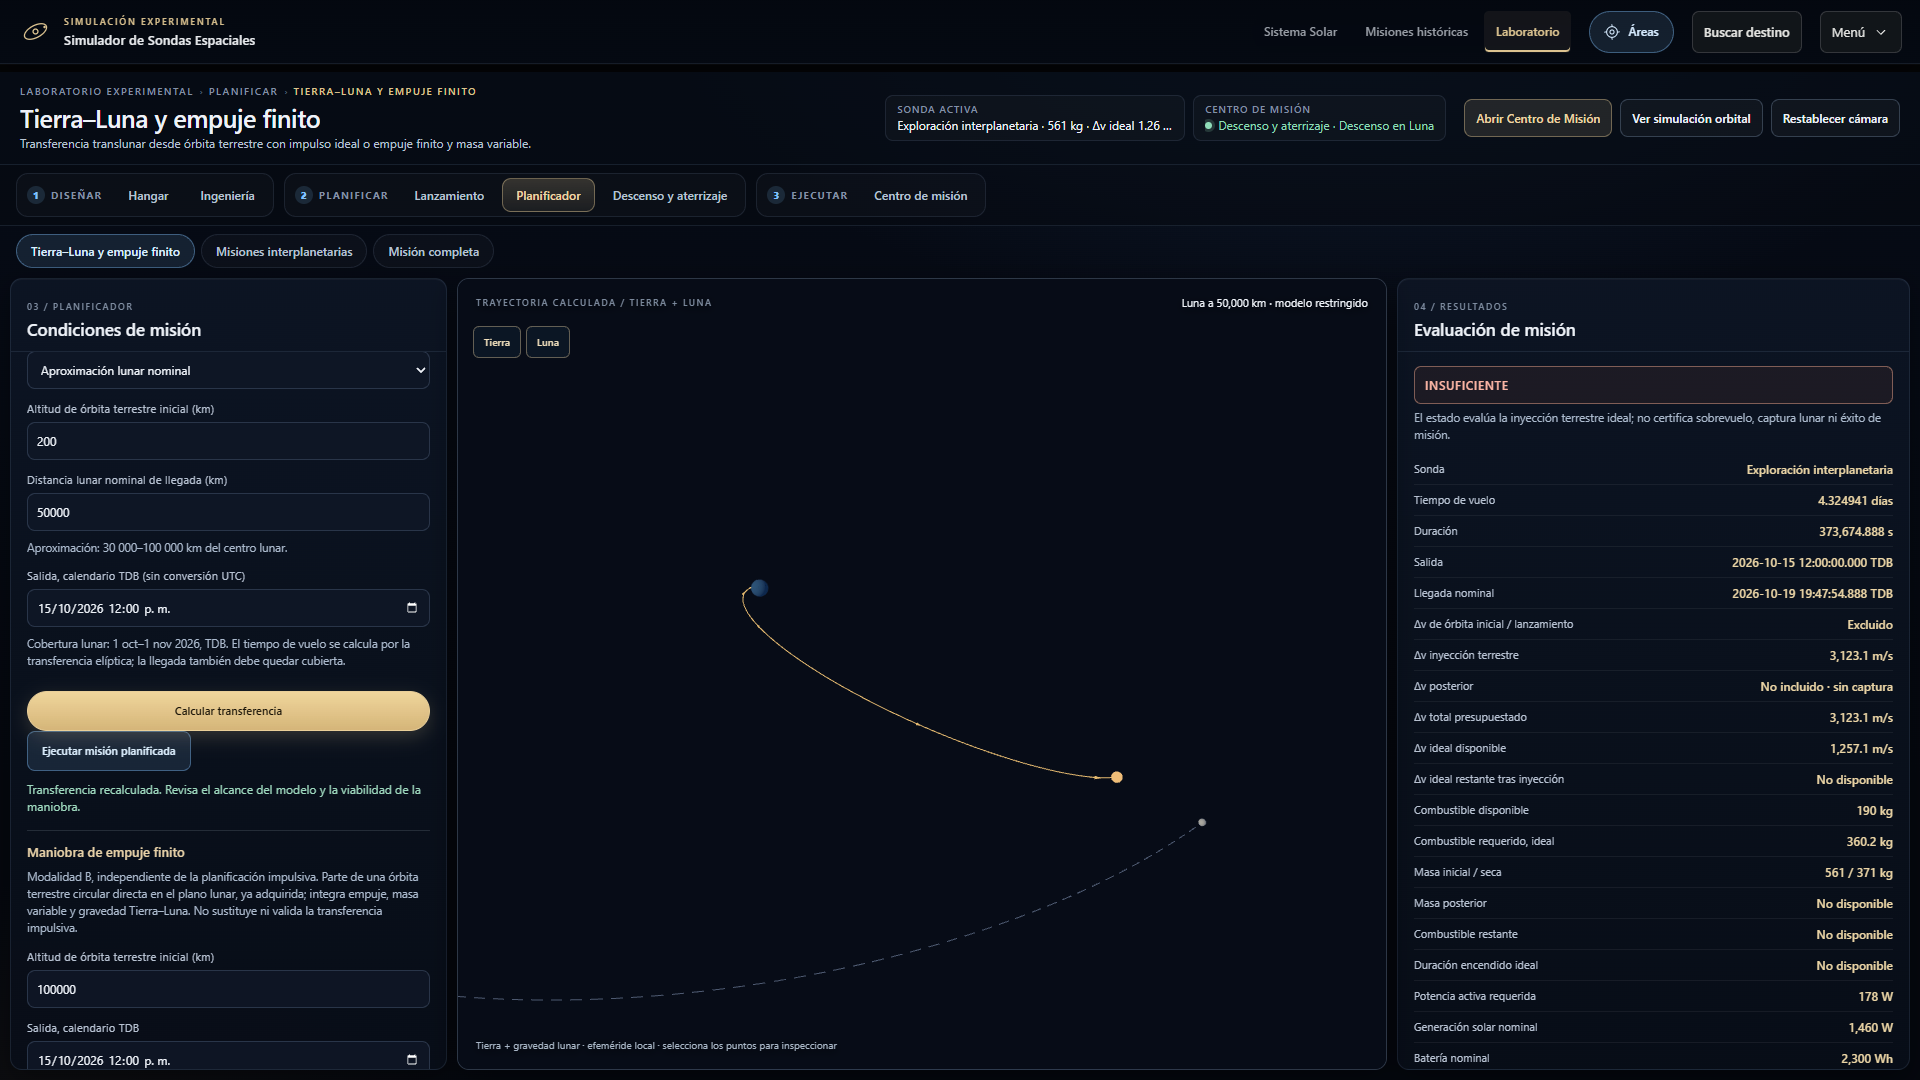 SIMULACIÓN EXPERIMENTAL
Simulador de Sondas Espaciales
Sistema Solar
Misiones históricas
Laboratorio
Áreas
Buscar destino
Menú
LABORATORIO EXPERIMENTAL › PLANIFICAR › TIERRA–LUNA Y EMPUJE FINITO
Tierra–Luna y empuje finito
Transferencia translunar desde órbita terrestre con impulso ideal o empuje finito y masa variable.
SONDA ACTIVA
Exploración interplanetaria · 561 kg · Δv ideal 1.26 ...
CENTRO DE MISIÓN
Descenso y aterrizaje · Descenso en Luna
Abrir Centro de Misión
Ver simulación orbital
Restablecer cámara
1 DISEÑAR
Hangar
Ingeniería
2 PLANIFICAR
Lanzamiento
Planificador
Descenso y aterrizaje
3 EJECUTAR
Centro de misión
Tierra–Luna y empuje finito
Misiones interplanetarias
Misión completa
03 / PLANIFICADOR
Condiciones de misión
Aproximación lunar nominal
Altitud de órbita terrestre inicial (km)
200
Distancia lunar nominal de llegada (km)
50000
Aproximación: 30 000–100 000 km del centro lunar.
Salida, calendario TDB (sin conversión UTC)
15/10/2026 12:00 p. m.
Cobertura lunar: 1 oct–1 nov 2026, TDB. El tiempo de vuelo se calcula por la
transferencia elíptica; la llegada también debe quedar cubierta.
Calcular transferencia
Ejecutar misión planificada
Transferencia recalculada. Revisa el alcance del modelo y la viabilidad de la
maniobra.
Maniobra de empuje finito
Modalidad B, independiente de la planificación impulsiva. Parte de una órbita
terrestre circular directa en el plano lunar, ya adquirida; integra empuje, masa
variable y gravedad Tierra–Luna. No sustituye ni valida la transferencia
impulsiva.
Altitud de órbita terrestre inicial (km)
100000
Salida, calendario TDB
15/10/2026 12:00 p. m.
TRAYECTORIA CALCULADA / TIERRA + LUNA
Luna a 50,000 km · modelo restringido
Tierra
Luna
Tierra + gravedad lunar · efeméride local · selecciona los puntos para inspeccionar
04 / RESULTADOS
Evaluación de misión
INSUFICIENTE
El estado evalúa la inyección terrestre ideal; no certifica sobrevuelo, captura lunar ni éxito de
misión.
Sonda Exploración interplanetaria
Tiempo de vuelo 4.324941 días
Duración 373,674.888 s
Salida 2026-10-15 12:00:00.000 TDB
Llegada nominal 2026-10-19 19:47:54.888 TDB
Δv de órbita inicial / lanzamiento Excluido
Δv inyección terrestre 3,123.1 m/s
Δv posterior No incluido · sin captura
Δv total presupuestado 3,123.1 m/s
Δv ideal disponible 1,257.1 m/s
Δv ideal restante tras inyección No disponible
Combustible disponible 190 kg
Combustible requerido, ideal 360.2 kg
Masa inicial / seca 561 / 371 kg
Masa posterior No disponible
Combustible restante No disponible
Duración encendido ideal No disponible
Potencia activa requerida 178 W
Generación solar nominal 1,460 W
Batería nominal 2,300 Wh